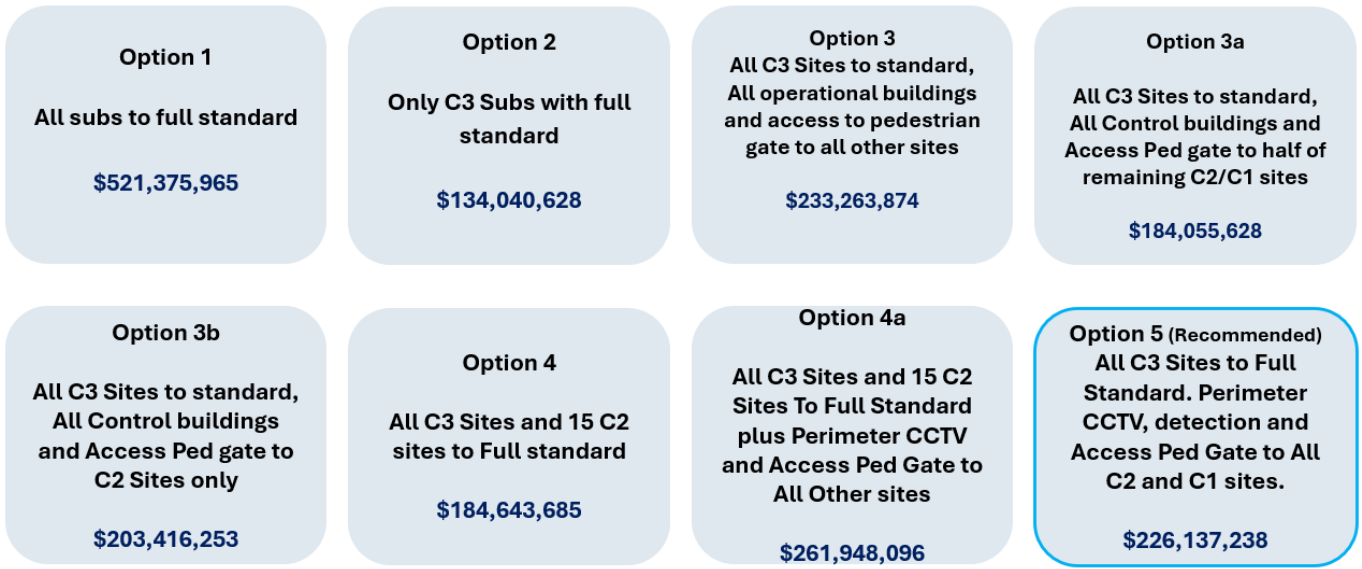 Option 1
All subs to full standard
$521,375,965
Option 2
Only C3 Subs with full
standard
$134,040,628
Option 3
All C3 Sites to standard,
All operational buildings
and access to pedestrian
gate to all other sites
$233,263,874
Option 3a
All C3 Sites to standard,
All Control buildings and
Access Ped gate to half of
remaining C2/C1 sites
$184,055,628
Option 3b
All C3 Sites to standard,
All Control buildings
and Access Ped gate to
C2 Sites only
$203,416,253
Option 4
All C3 Sites and 15 C2
sites to Full standard
$184,643,685
Option 4a
All C3 Sites and 15 C2
Sites To Full Standard
plus Perimeter CCTV
and Access Ped Gate to
All Other sites
$261,948,096
Option 5 (Recommended)
All C3 Sites to Full
Standard. Perimeter
CCTV, detection and
Access Ped Gate to All
C2 and C1 sites.
$226,137,238